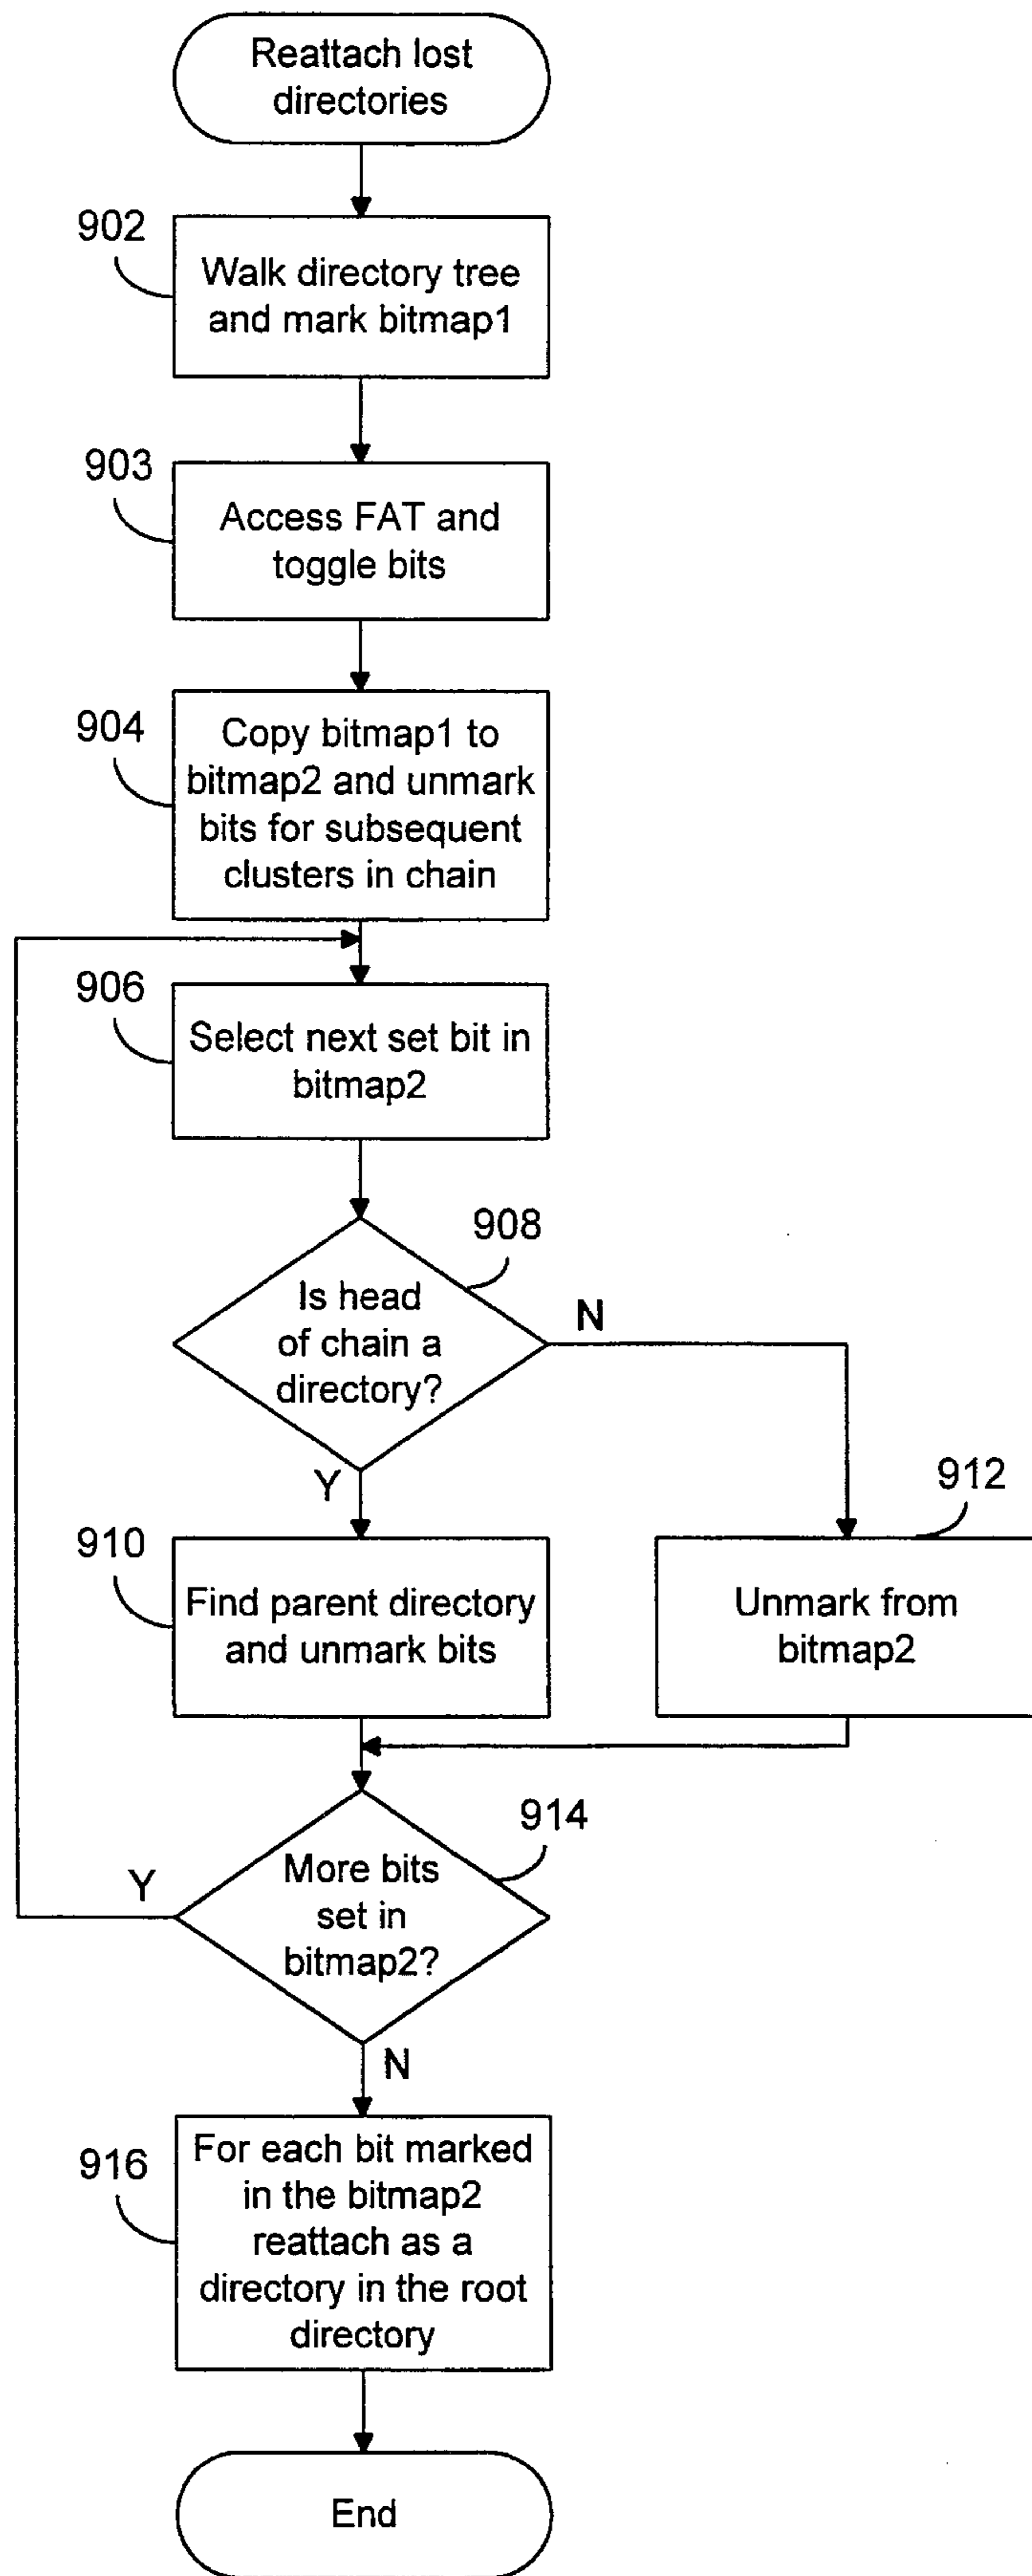 Reattach lost
directories
902
Walk directory tree
and mark bitmap1
903
Access FAT and
toggle bits
904
Copy bitmap1 to
bitmap2 and unmark
bits for subsequent
clusters in chain
906
Select next set bit in
bitmap2
908
Is head
of chain a
directory?
N
Y
910
Find parent directory
and unmark bits
912
Unmark from
bitmap2
914
More bits
set in
bitmap2?
Y
N
916
For each bit marked
in the bitmap2
reattach as a
directory in the root
directory
End